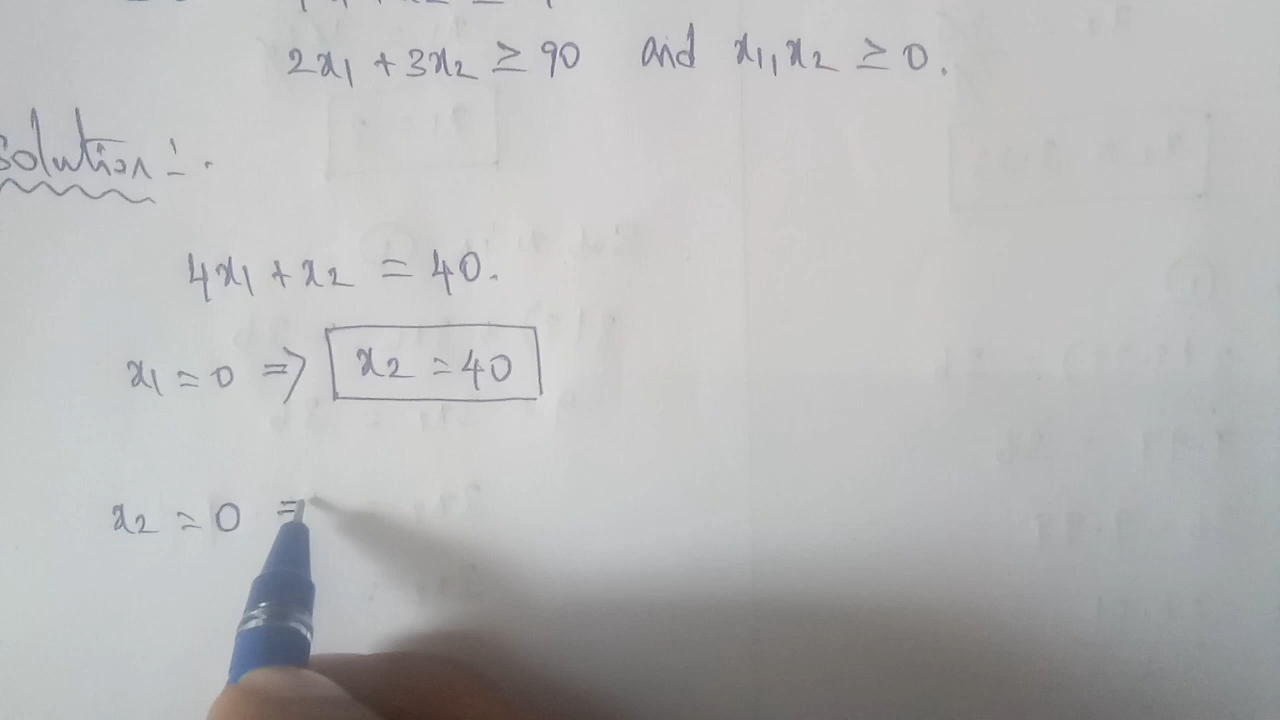 2x1 + 3x2 ≥ 90 and x1, x2 ≥ 0.
Solution :-.
4x1 + x2 = 40.
x1 = 0 => x2 = 40
x2 = 0 =